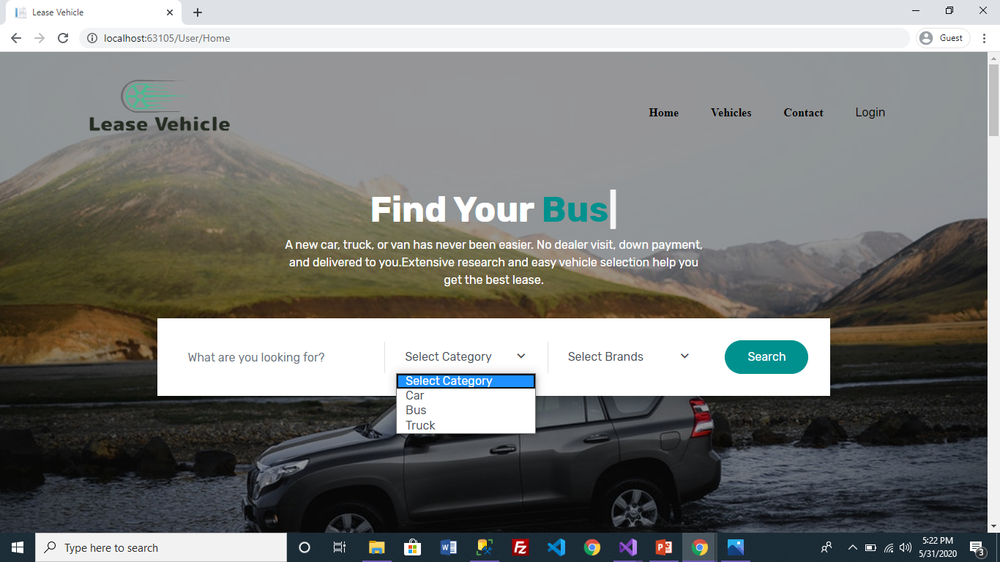 Lease Vehicle
localhost:63105/User/Home
Guest
Lease Vehicle
Home Vehicles Contact Login
Find Your Bus
A new car, truck, or van has never been easier. No dealer visit, down payment,
and delivered to you.Extensive research and easy vehicle selection help you
get the best lease.
What are you looking for?
Select Category
Select Brands
Search
Select Category
Car
Bus
Truck
Type here to search
5:22 PM
5/31/2020
3